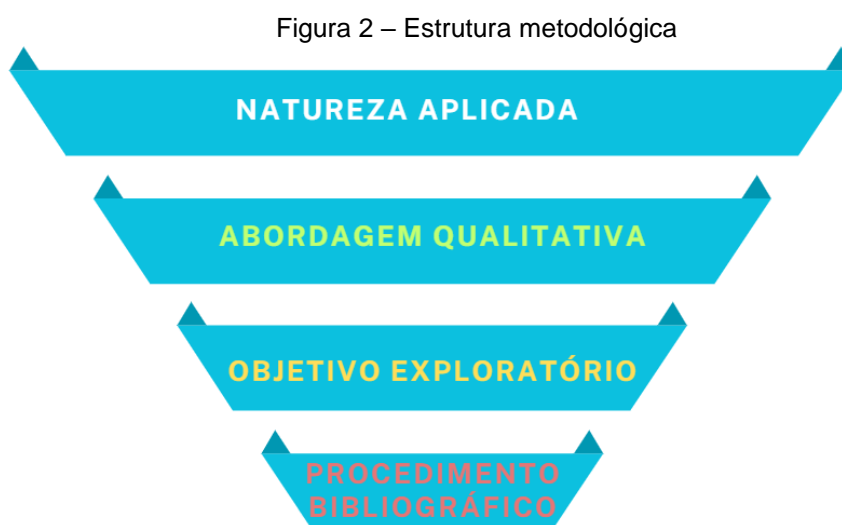 Figura 2 – Estrutura metodológica
NATUREZA APLICADA
ABORDAGEM QUALITATIVA
OBJETIVO EXPLORATÓRIO
PROCEDIMENTO
BIBLIOGRÁFICO